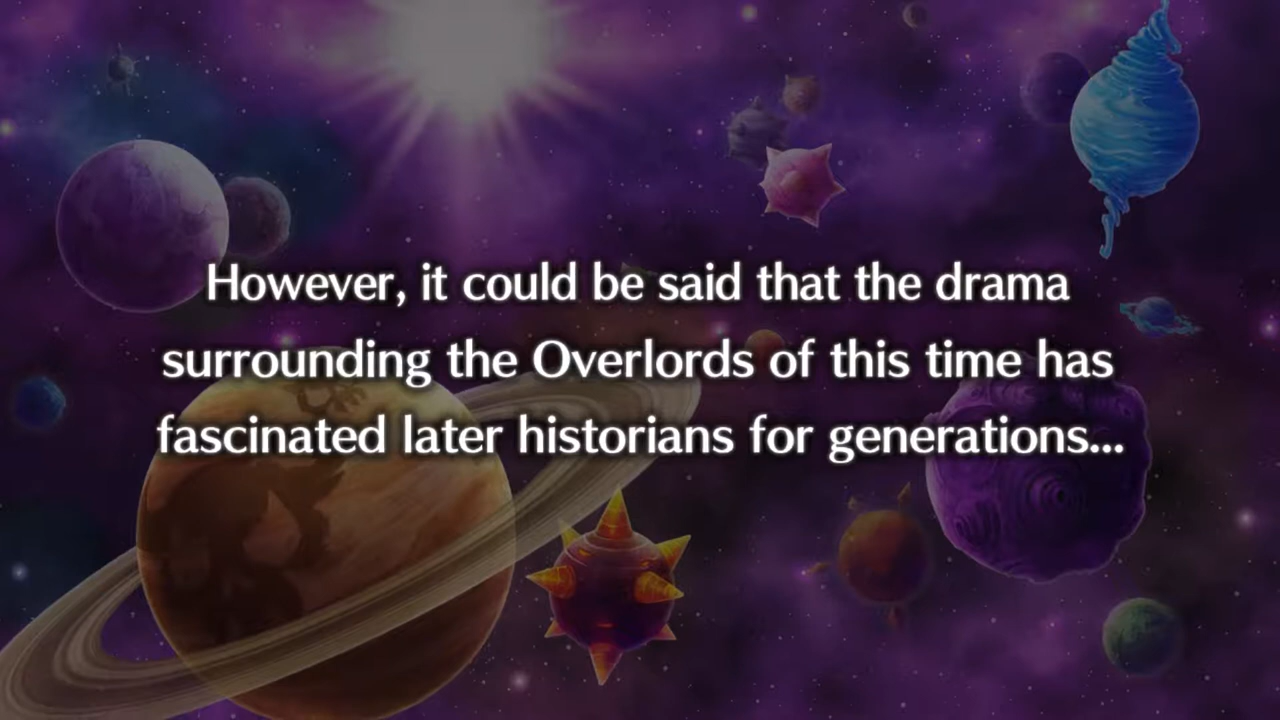 However, it could be said that the drama
surrounding the Overlords of this time has
fascinated later historians for generations...